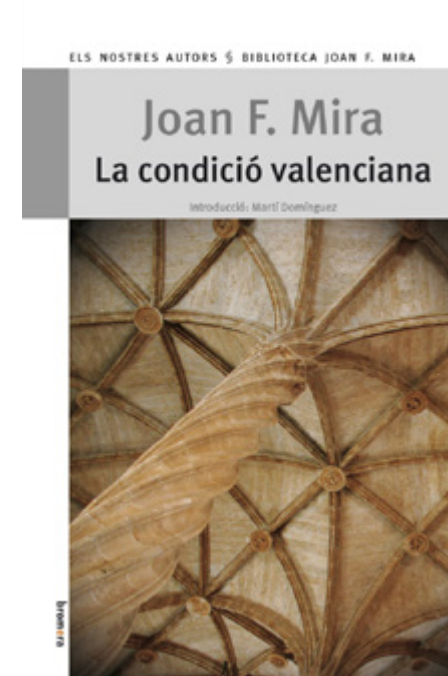 ELS NOSTRES AUTORS § BIBLIOTECA JOAN F. MIRA
Joan F. Mira
La condició valenciana
Introducció: Martí Domínguez
bromera